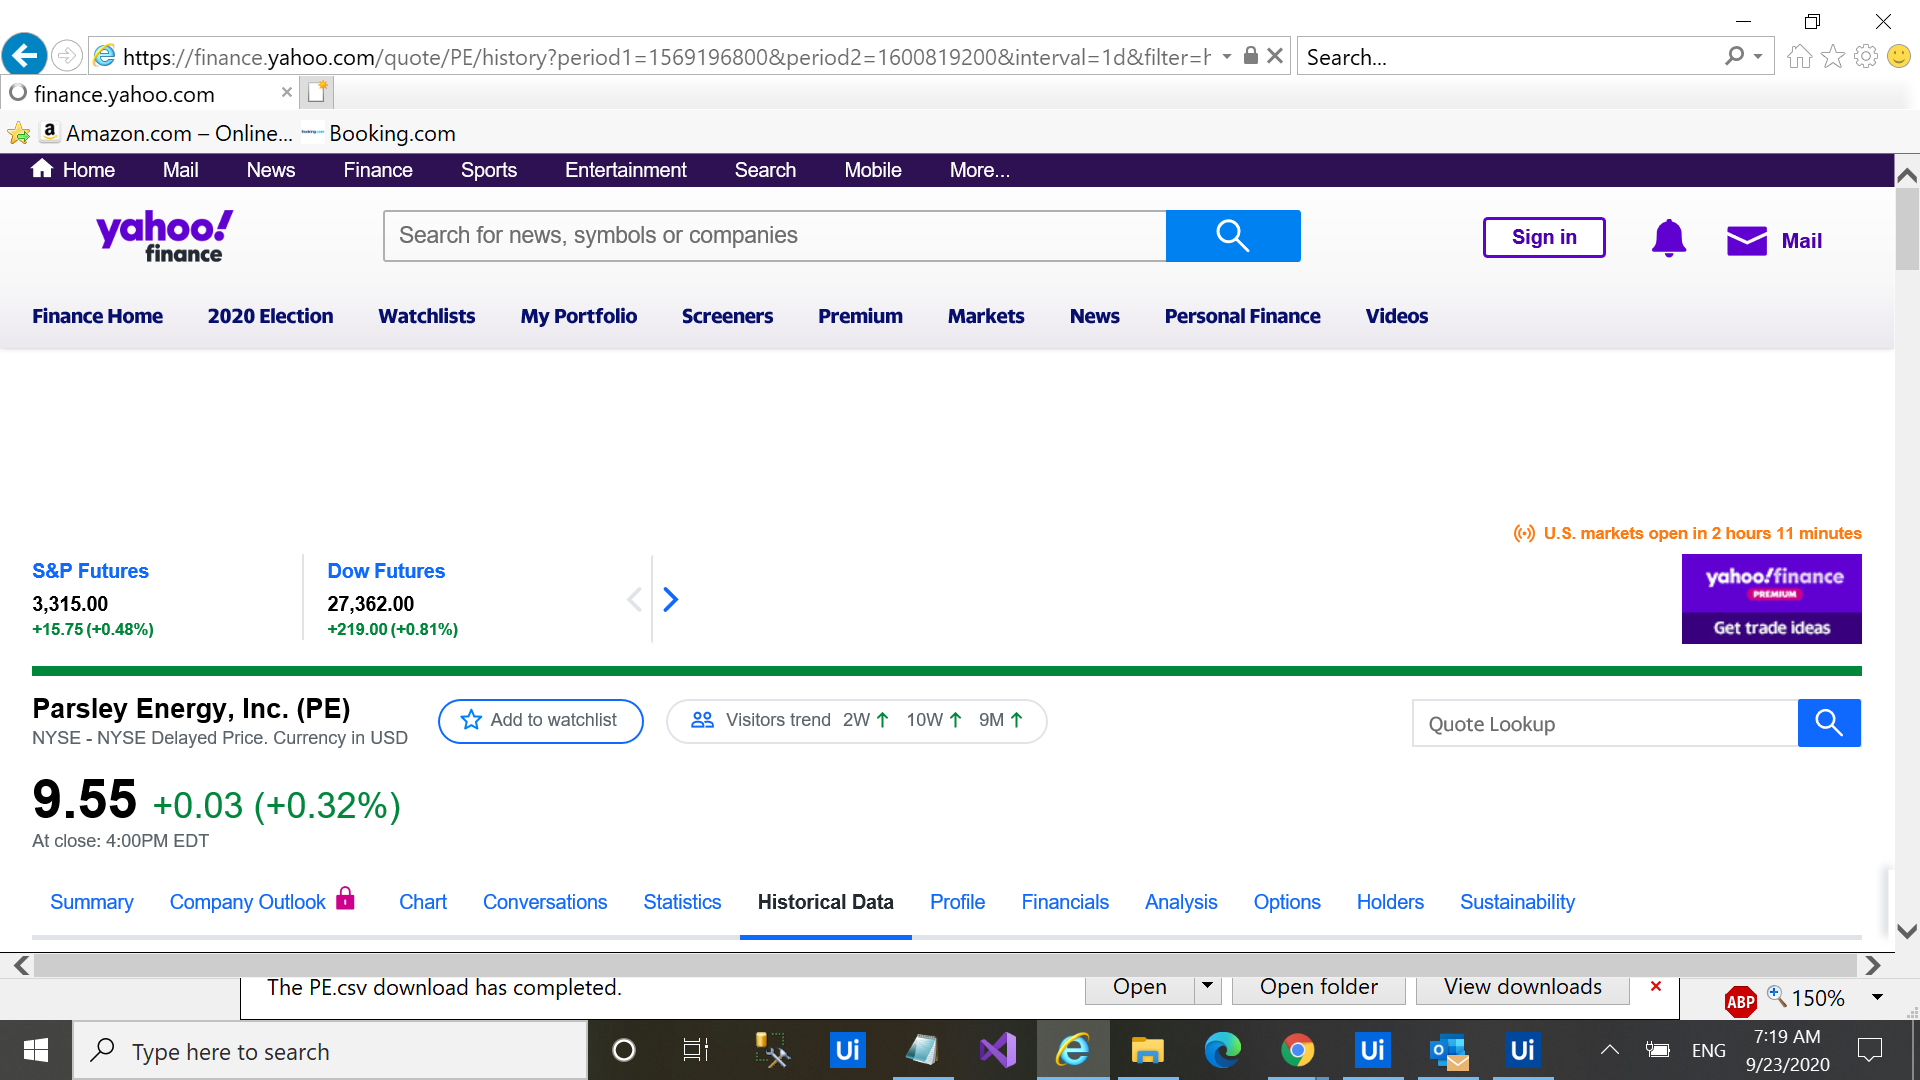 https://finance.yahoo.com/quote/PE/history?period1=1569196800&period2=1600819200&interval=1d&filter=h
Search...
finance.yahoo.com
Amazon.com – Online...
Booking.com
Home Mail News Finance Sports Entertainment Search Mobile More...
yahoo!
finance
Search for news, symbols or companies
Sign in
Mail
Finance Home 2020 Election Watchlists My Portfolio Screeners Premium Markets News Personal Finance Videos
U.S. markets open in 2 hours 11 minutes
S&P Futures
3,315.00
+15.75 (+0.48%)
Dow Futures
27,362.00
+219.00 (+0.81%)
yahoo!finance
PREMIUM
Get trade ideas
Parsley Energy, Inc. (PE)
NYSE - NYSE Delayed Price. Currency in USD
Add to watchlist
Visitors trend 2W 10W 9M
Quote Lookup
9.55 +0.03 (+0.32%)
At close: 4:00PM EDT
Summary Company Outlook Chart Conversations Statistics Historical Data Profile Financials Analysis Options Holders Sustainability
The PE.csv download has completed.
Open
Open folder
View downloads
ABP
150%
Type here to search
Ui
Ui
Ui
ENG
7:19 AM
9/23/2020